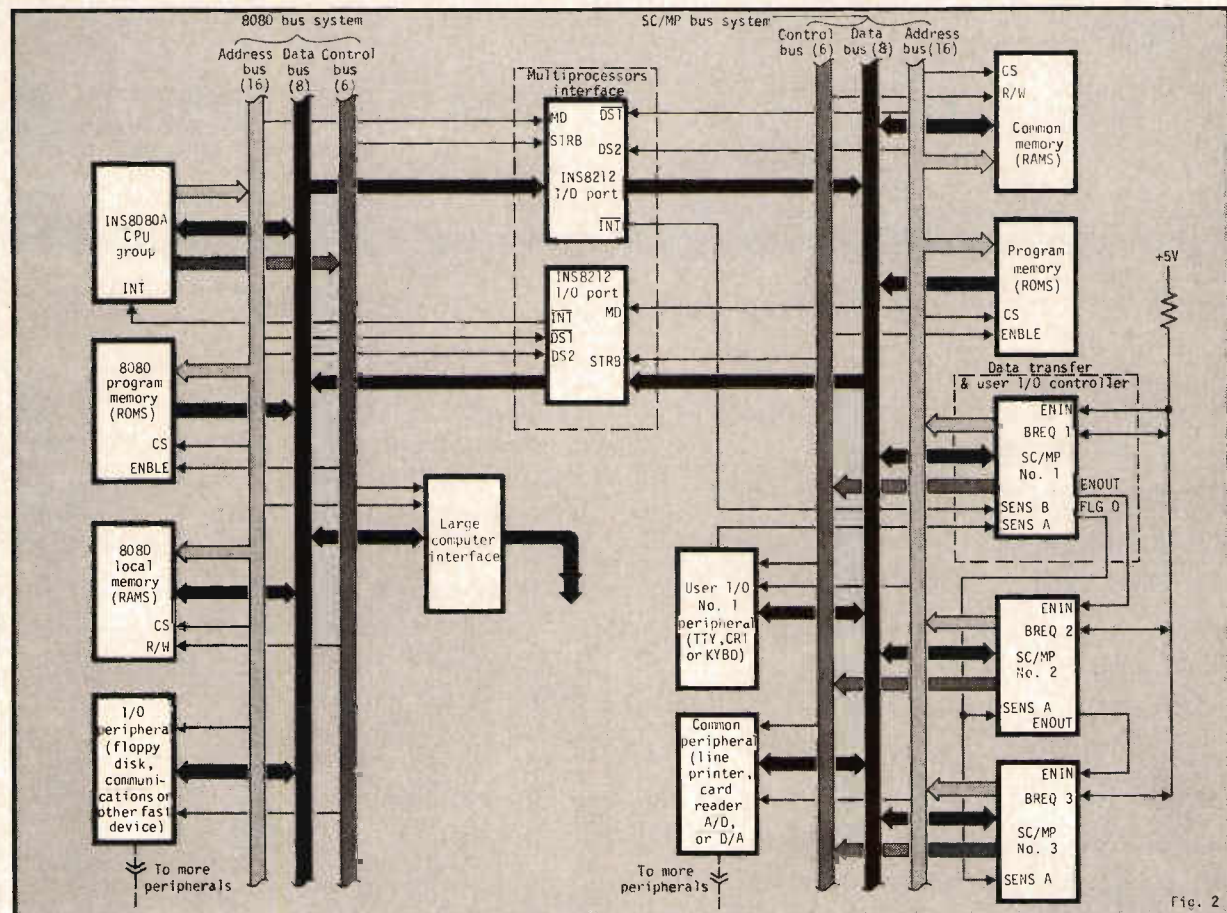 8080 bus system
Address bus (16)
Data bus (8)
Control bus (6)
SC/MP bus system
Control bus (6)
Data bus (8)
Address bus(16)
Multiprocessors interface
MD
STRB
INS8212
I/O port
DS1
DS2
INT
INS8212
I/O port
INT
DS1
DS2
MD
STRB
INS8080A
CPU
group
INT
8080
program
memory
(ROMS)
CS
ENBLE
8080
local
memory
(RAMS)
CS
R/W
I/O
peripheral
(floppy
disk,
communi-
cations or
other fast
device)
To more
peripherals
Large
computer
interface
CS
R/W
Common
memory
(RAMS)
Program
memory
(ROMS)
CS
ENABLE
+5V
Data transfer
& user I/O controller
ENIN
BREQ 1
SC/MP
No. 1
ENOUT
FLG 0
SENS B
SENS A
User I/O
No. 1
peripheral
(TTY,CRT
or KYBD)
ENIN
BREQ 2
SC/MP
No. 2
SENS A
ENOUT
Common
peripheral
(line
printer,
card
reader
A/D,
or D/A
To more
peripherals
ENIN
BREQ 3
SC/MP
No. 3
SENS A
Fig. 2